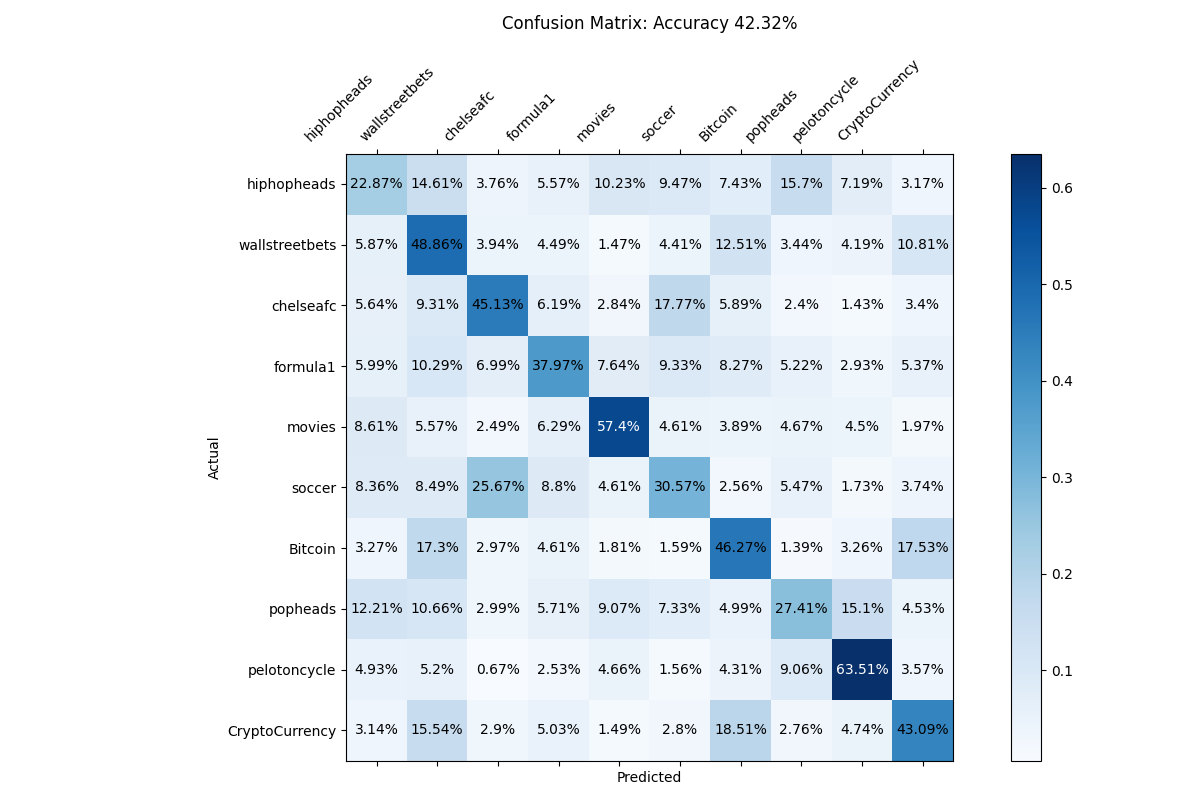 Confusion Matrix: Accuracy 42.32%
hiphopheads wallstreetbets chelseafc formula1 movies soccer Bitcoin popheads pelotoncycle CryptoCurrency
hiphopheads 22.87% 14.61% 3.76% 5.57% 10.23% 9.47% 7.43% 15.7% 7.19% 3.17%
wallstreetbets 5.87% 48.86% 3.94% 4.49% 1.47% 4.41% 12.51% 3.44% 4.19% 10.81%
chelseafc 5.64% 9.31% 45.13% 6.19% 2.84% 17.77% 5.89% 2.4% 1.43% 3.4%
formula1 5.99% 10.29% 6.99% 37.97% 7.64% 9.33% 8.27% 5.22% 2.93% 5.37%
movies 8.61% 5.57% 2.49% 6.29% 57.4% 4.61% 3.89% 4.67% 4.5% 1.97%
soccer 8.36% 8.49% 25.67% 8.8% 4.61% 30.57% 2.56% 5.47% 1.73% 3.74%
Bitcoin 3.27% 17.3% 2.97% 4.61% 1.81% 1.59% 46.27% 1.39% 3.26% 17.53%
popheads 12.21% 10.66% 2.99% 5.71% 9.07% 7.33% 4.99% 27.41% 15.1% 4.53%
pelotoncycle 4.93% 5.2% 0.67% 2.53% 4.66% 1.56% 4.31% 9.06% 63.51% 3.57%
CryptoCurrency 3.14% 15.54% 2.9% 5.03% 1.49% 2.8% 18.51% 2.76% 4.74% 43.09%
Actual
Predicted
0.6
0.5
0.4
0.3
0.2
0.1